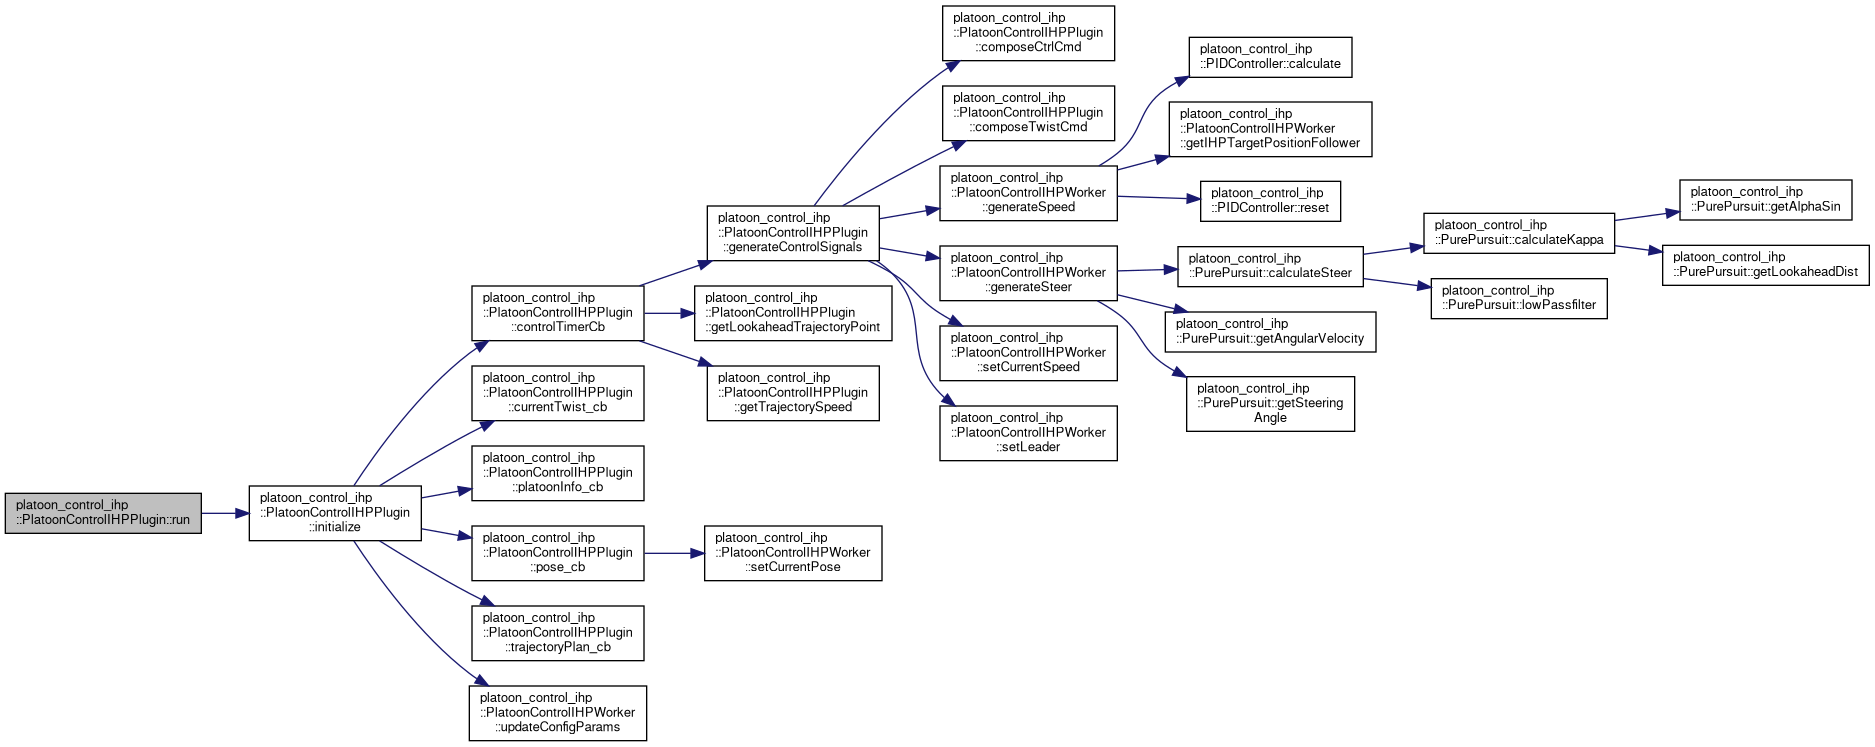 platoon_control_ihp
::PlatoonControlIHPPlugin::run
platoon_control_ihp
::PlatoonControlIHPPlugin
::initialize
platoon_control_ihp
::PlatoonControlIHPPlugin
::controlTimerCb
platoon_control_ihp
::PlatoonControlIHPPlugin
::currentTwist_cb
platoon_control_ihp
::PlatoonControlIHPPlugin
::platoonInfo_cb
platoon_control_ihp
::PlatoonControlIHPPlugin
::pose_cb
platoon_control_ihp
::PlatoonControlIHPPlugin
::trajectoryPlan_cb
platoon_control_ihp
::PlatoonControlIHPWorker
::updateConfigParams
platoon_control_ihp
::PlatoonControlIHPPlugin
::generateControlSignals
platoon_control_ihp
::PlatoonControlIHPPlugin
::getLookaheadTrajectoryPoint
platoon_control_ihp
::PlatoonControlIHPPlugin
::getTrajectorySpeed
platoon_control_ihp
::PlatoonControlIHPWorker
::setCurrentPose
platoon_control_ihp
::PlatoonControlIHPPlugin
::composeCtrlCmd
platoon_control_ihp
::PlatoonControlIHPPlugin
::composeTwistCmd
platoon_control_ihp
::PlatoonControlIHPWorker
::generateSpeed
platoon_control_ihp
::PlatoonControlIHPWorker
::generateSteer
platoon_control_ihp
::PlatoonControlIHPWorker
::setCurrentSpeed
platoon_control_ihp
::PlatoonControlIHPWorker
::setLeader
platoon_control_ihp
::PIDController::calculate
platoon_control_ihp
::PlatoonControlIHPWorker
::getIHPTargetPositionFollower
platoon_control_ihp
::PIDController::reset
platoon_control_ihp
::PurePursuit::calculateSteer
platoon_control_ihp
::PurePursuit::getAngularVelocity
platoon_control_ihp
::PurePursuit::getSteering
Angle
platoon_control_ihp
::PurePursuit::calculateKappa
platoon_control_ihp
::PurePursuit::lowPassfilter
platoon_control_ihp
::PurePursuit::getAlphaSin
platoon_control_ihp
::PurePursuit::getLookaheadDist